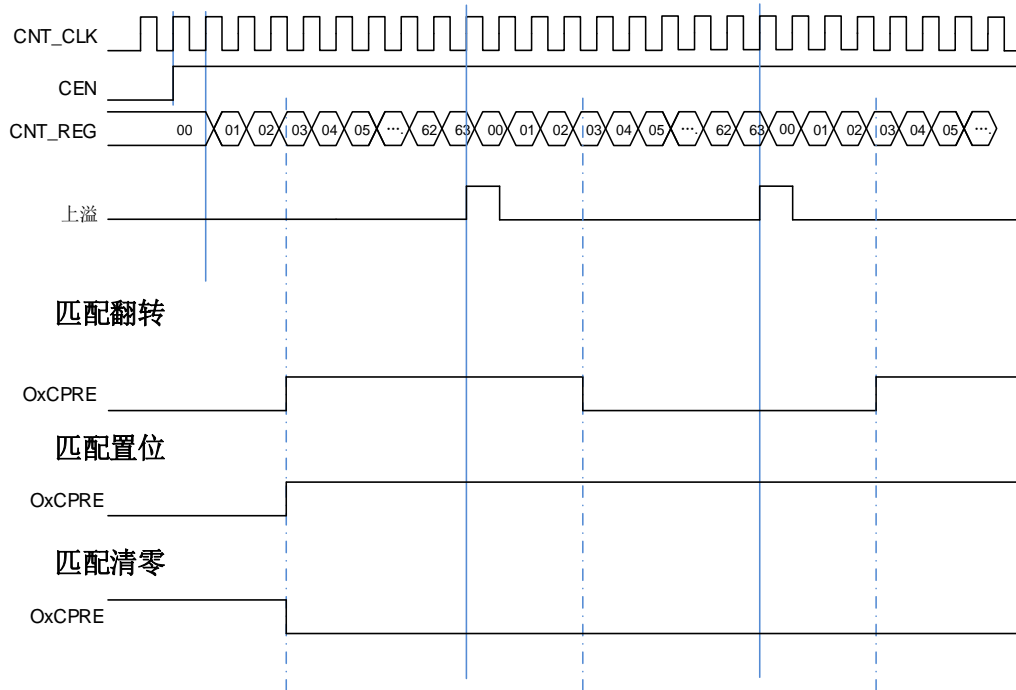 CNT_CLK
CEN
CNT_REG 00 01 02 03 04 05 …. 62 63 00 01 02 03 04 05 …. 62 63 00 01 02 03 04 05 ….
上溢
匹配翻转
OxCPRE
匹配置位
OxCPRE
匹配清零
OxCPRE